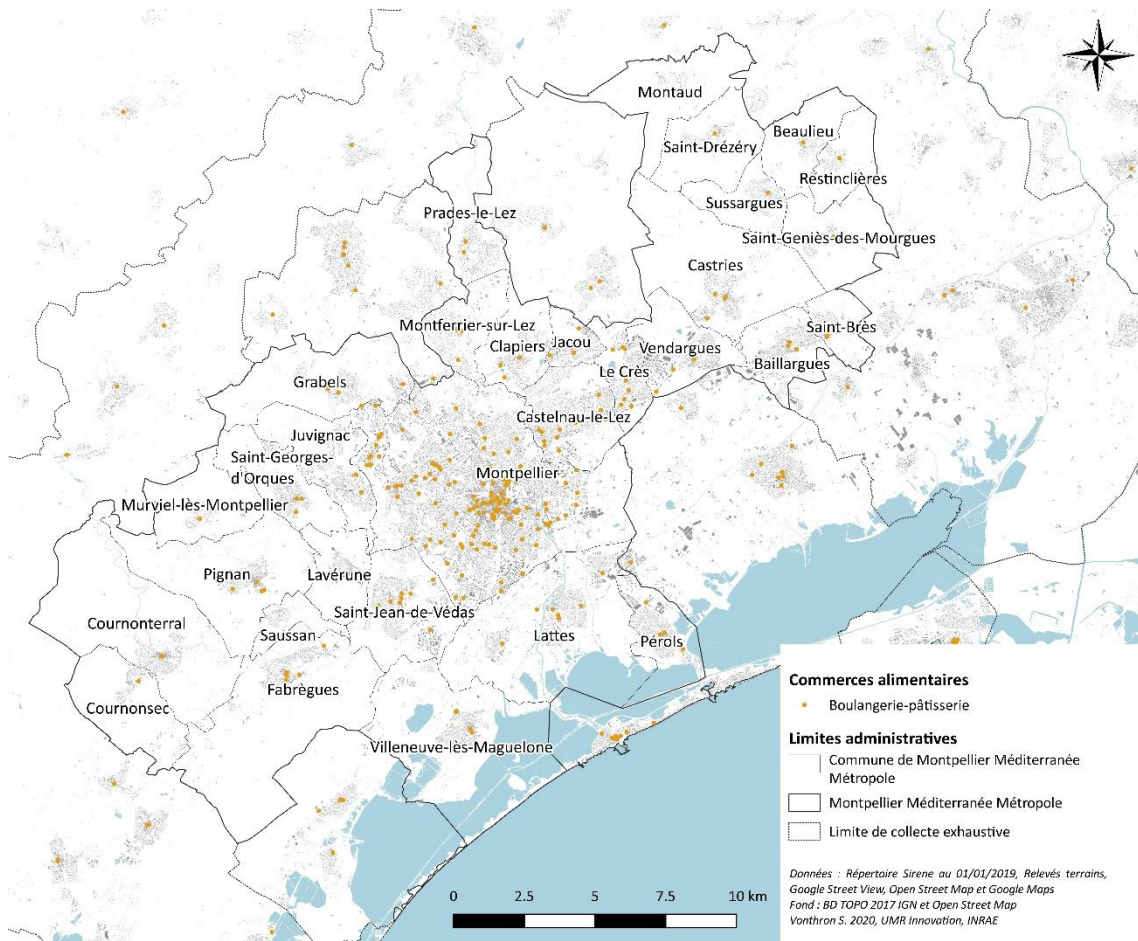 Montaud
Beaulieu
Saint-Drézéry
Restinclières
Sussargues
Prades-le-Lez
Saint-Geniès-des-Mourgues
Castries
Montferrier-sur-Lez
Saint-Brès
Jacou
Clapiers
Vendargues
Baillargues
Le Crès
Grabels
Castelnau-le-Lez
Juvignac
Saint-Georges-
d'Orques
Montpellier
Murviel-lès-Montpellier
Pignan
Lavérune
Saint-Jean-de-Védas
Cournonterral
Saussan
Lattes
Pérols
Fabrègues
Cournonsec
Villeneuve-lès-Maguelone
Commerces alimentaires
Boulangerie-pâtisserie
Limites administratives
Commune de Montpellier Méditerranée
Métropole
Montpellier Méditerranée Métropole
Limite de collecte exhaustive
Données : Répertoire Sirene au 01/01/2019, Relevés terrains,
Google Street View, Open Street Map et Google Maps
Fond : BD TOPO 2017 IGN et Open Street Map
Vonthron S. 2020, UMR Innovation, INRAE
0 2.5 5 7.5 10 km